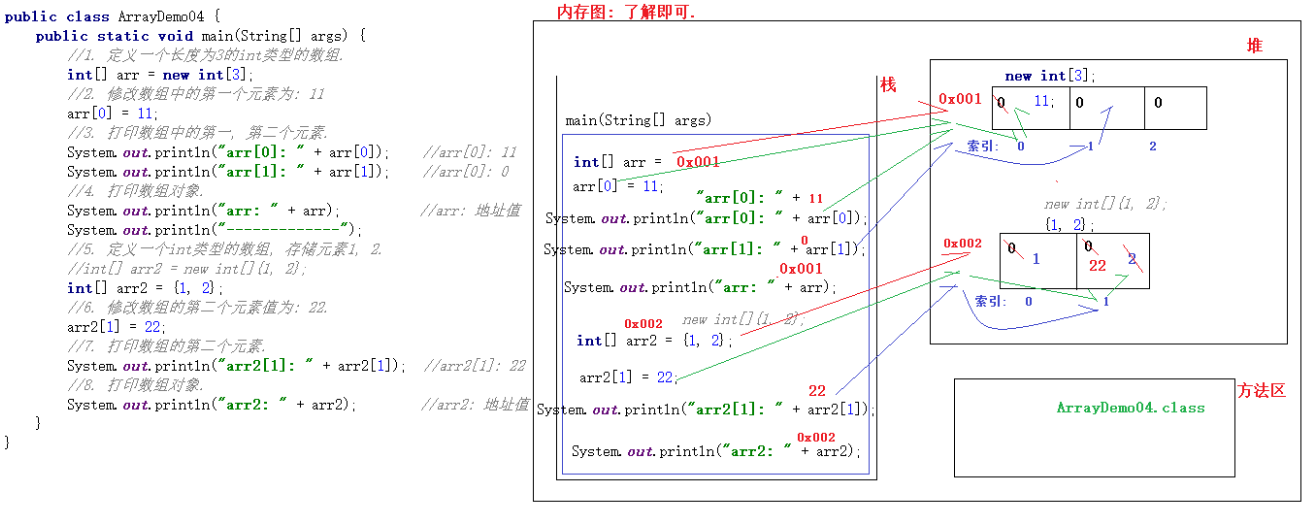 public class ArrayDemo04 {
public static void main(String[] args) {
//1. 定义一个长度为3的int类型的数组.
int[] arr = new int[3];
//2. 修改数组中的第一个元素为: 11
arr[0] = 11;
//3. 打印数组中的第一, 第二个元素.
System.out.println("arr[0]: " + arr[0]); //arr[0]: 11
System.out.println("arr[1]: " + arr[1]); //arr[0]: 0
//4. 打印数组对象.
System.out.println("arr: " + arr); //arr: 地址值
System.out.println("-------------");
//5. 定义一个int类型的数组, 存储元素1, 2.
//int[] arr2 = new int[]{1, 2};
int[] arr2 = {1, 2};
//6. 修改数组的第二个元素值为: 22.
arr2[1] = 22;
//7. 打印数组的第二个元素.
System.out.println("arr2[1]: " + arr2[1]); //arr2[1]: 22
//8. 打印数组对象.
System.out.println("arr2: " + arr2); //arr2: 地址值
}
}
内存图: 了解即可.
栈
main(String[] args)
int[] arr = 0x001
arr[0] = 11;
"arr[0]: " + 11
System.out.println("arr[0]: " + arr[0]);
0
System.out.println("arr[1]: " + arr[1]);
0x001
System.out.println("arr: " + arr);
0x002 new int[]{1, 2};
int[] arr2 = {1, 2};
arr2[1] = 22;
22
System.out.println("arr2[1]: " + arr2[1]);
0x002
System.out.println("arr2: " + arr2);
堆
new int[3];
0x001 0 11; 0 0
索引: 0 1 2
new int[]{1, 2};
{1, 2};
0x002 0 1 0 22 2
索引: 0 1
方法区
ArrayDemo04.class